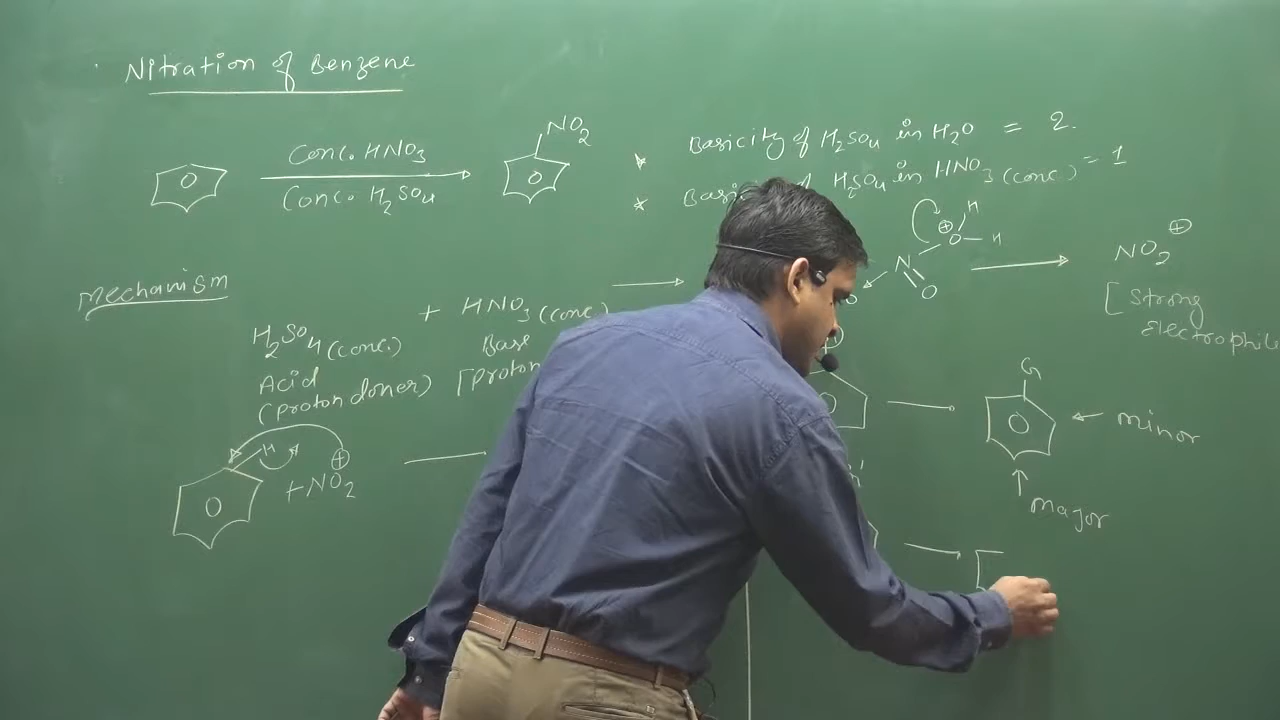 Nitration of Benzene
Conc. HNO3
Conc. H2SO4
NO2
* Basicity of H2SO4 in H2O = 2.
* of H2SO4 in HNO3 (conc.) = 1
Mechanism
H2SO4 (conc.) + HNO3 (conc.)
Acid
(Proton doner)
Base
[Proton
H
⊕ O H
N
O
NO2 ⊕
[Strong
Electrophile
H ⊕
+NO2
G
minor
major